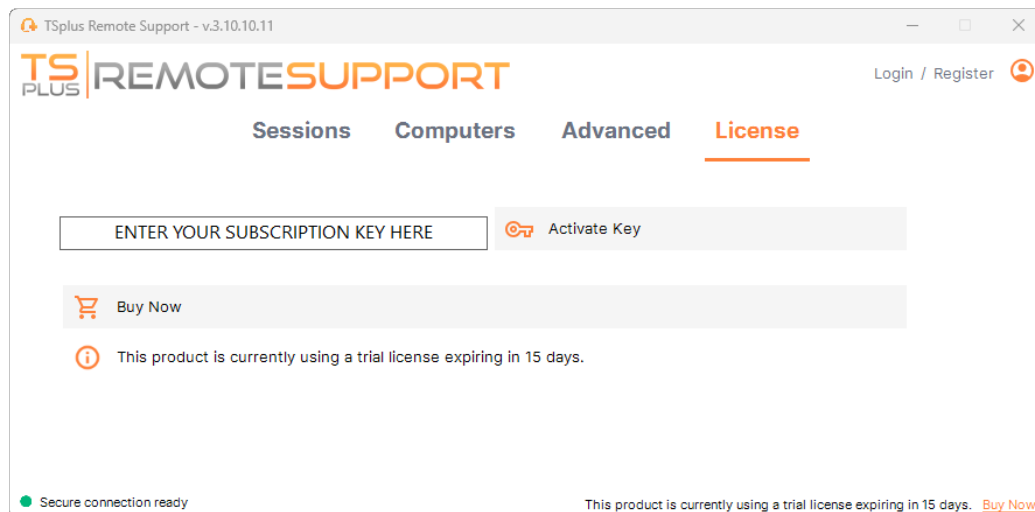 TSplus Remote Support - v.3.10.10.11
TS PLUS REMOTESUPPORT
Login / Register
Sessions Computers Advanced License
ENTER YOUR SUBSCRIPTION KEY HERE
Activate Key
Buy Now
This product is currently using a trial license expiring in 15 days.
Secure connection ready
This product is currently using a trial license expiring in 15 days. Buy Now